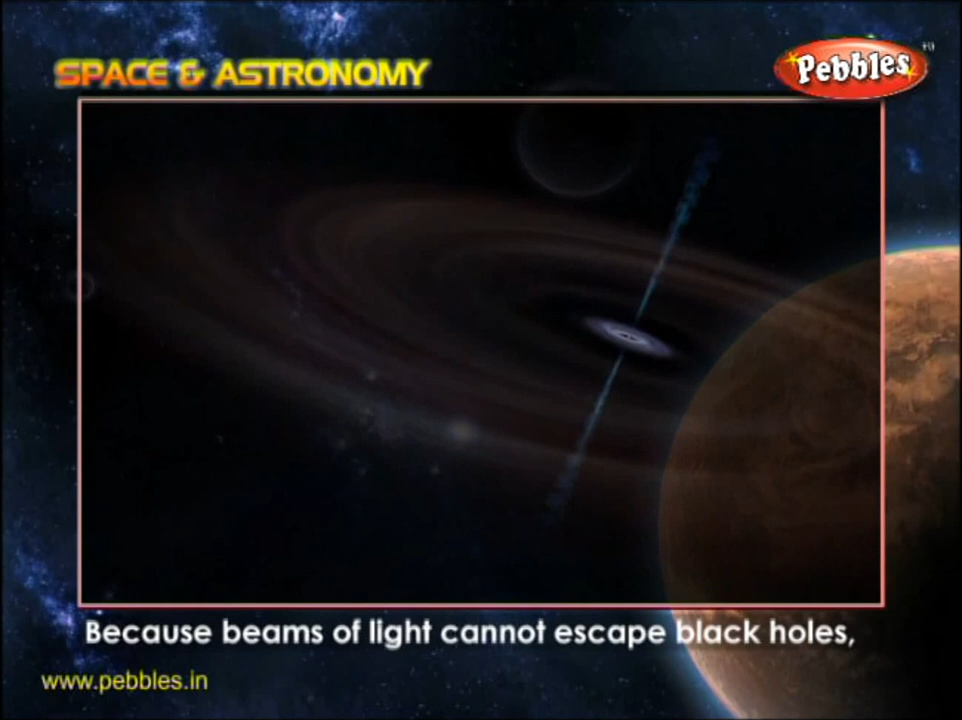 SPACE & ASTRONOMY
Pebbles
Because beams of light cannot escape black holes,
www.pebbles.in